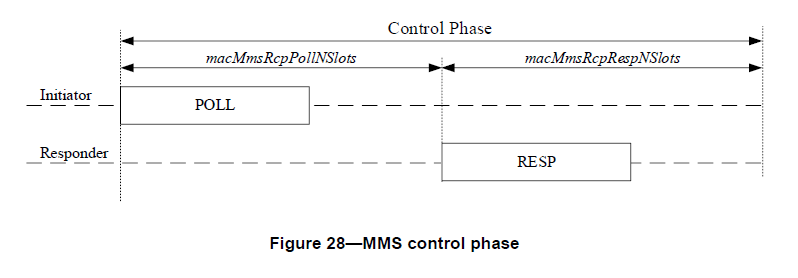 Control Phase
macMmsRcpPollNSlots macMmsRcpRespNSlots
Initiator
POLL
Responder
RESP
Figure 28—MMS control phase